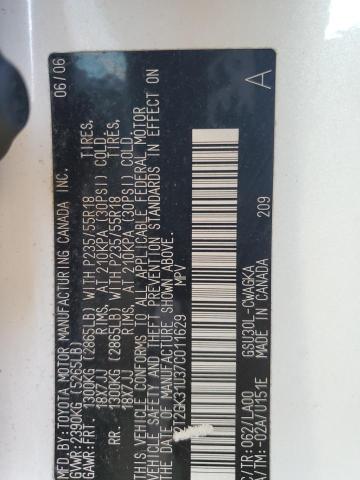 MFD.BY:TOYOTA MOTOR MANUFACTURING CANADA INC. 06/06
GVWR:2390KG (5265LB)
GAWR:FRT. 1300KG (2865LB) WITH P235/55R18 TIRES,
18X7J RIMS, AT 210KPA (30PSI) COLD
RR. 1300KG (2865LB) WITH P235/55R18 TIRES,
18X7J RIMS, AT 210KPA (30PSI) COLD
THIS VEHICLE CONFORMS TO ALL APPLICABLE FEDERAL MOTOR
VEHICLE SAFETY AND THEFT PREVENTION STANDARDS IN EFFECT ON
THE DATE OF MANUFACTURE SHOWN ABOVE.
2T2GK31U37C011629 MPV
C/TR:062/LA00 GSU30L-CWAGKA
A/TM:-02A/U151E MADE IN CANADA
209
A